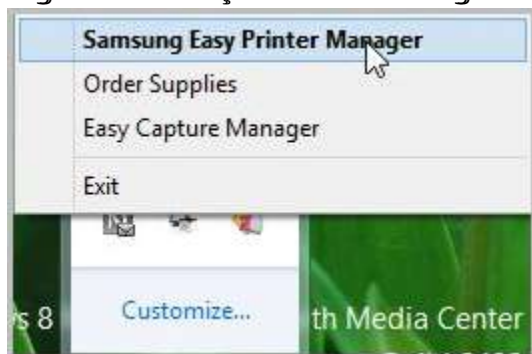 Samsung Easy Printer Manager
Order Supplies
Easy Capture Manager
Exit
Customize...
s 8
th Media Center